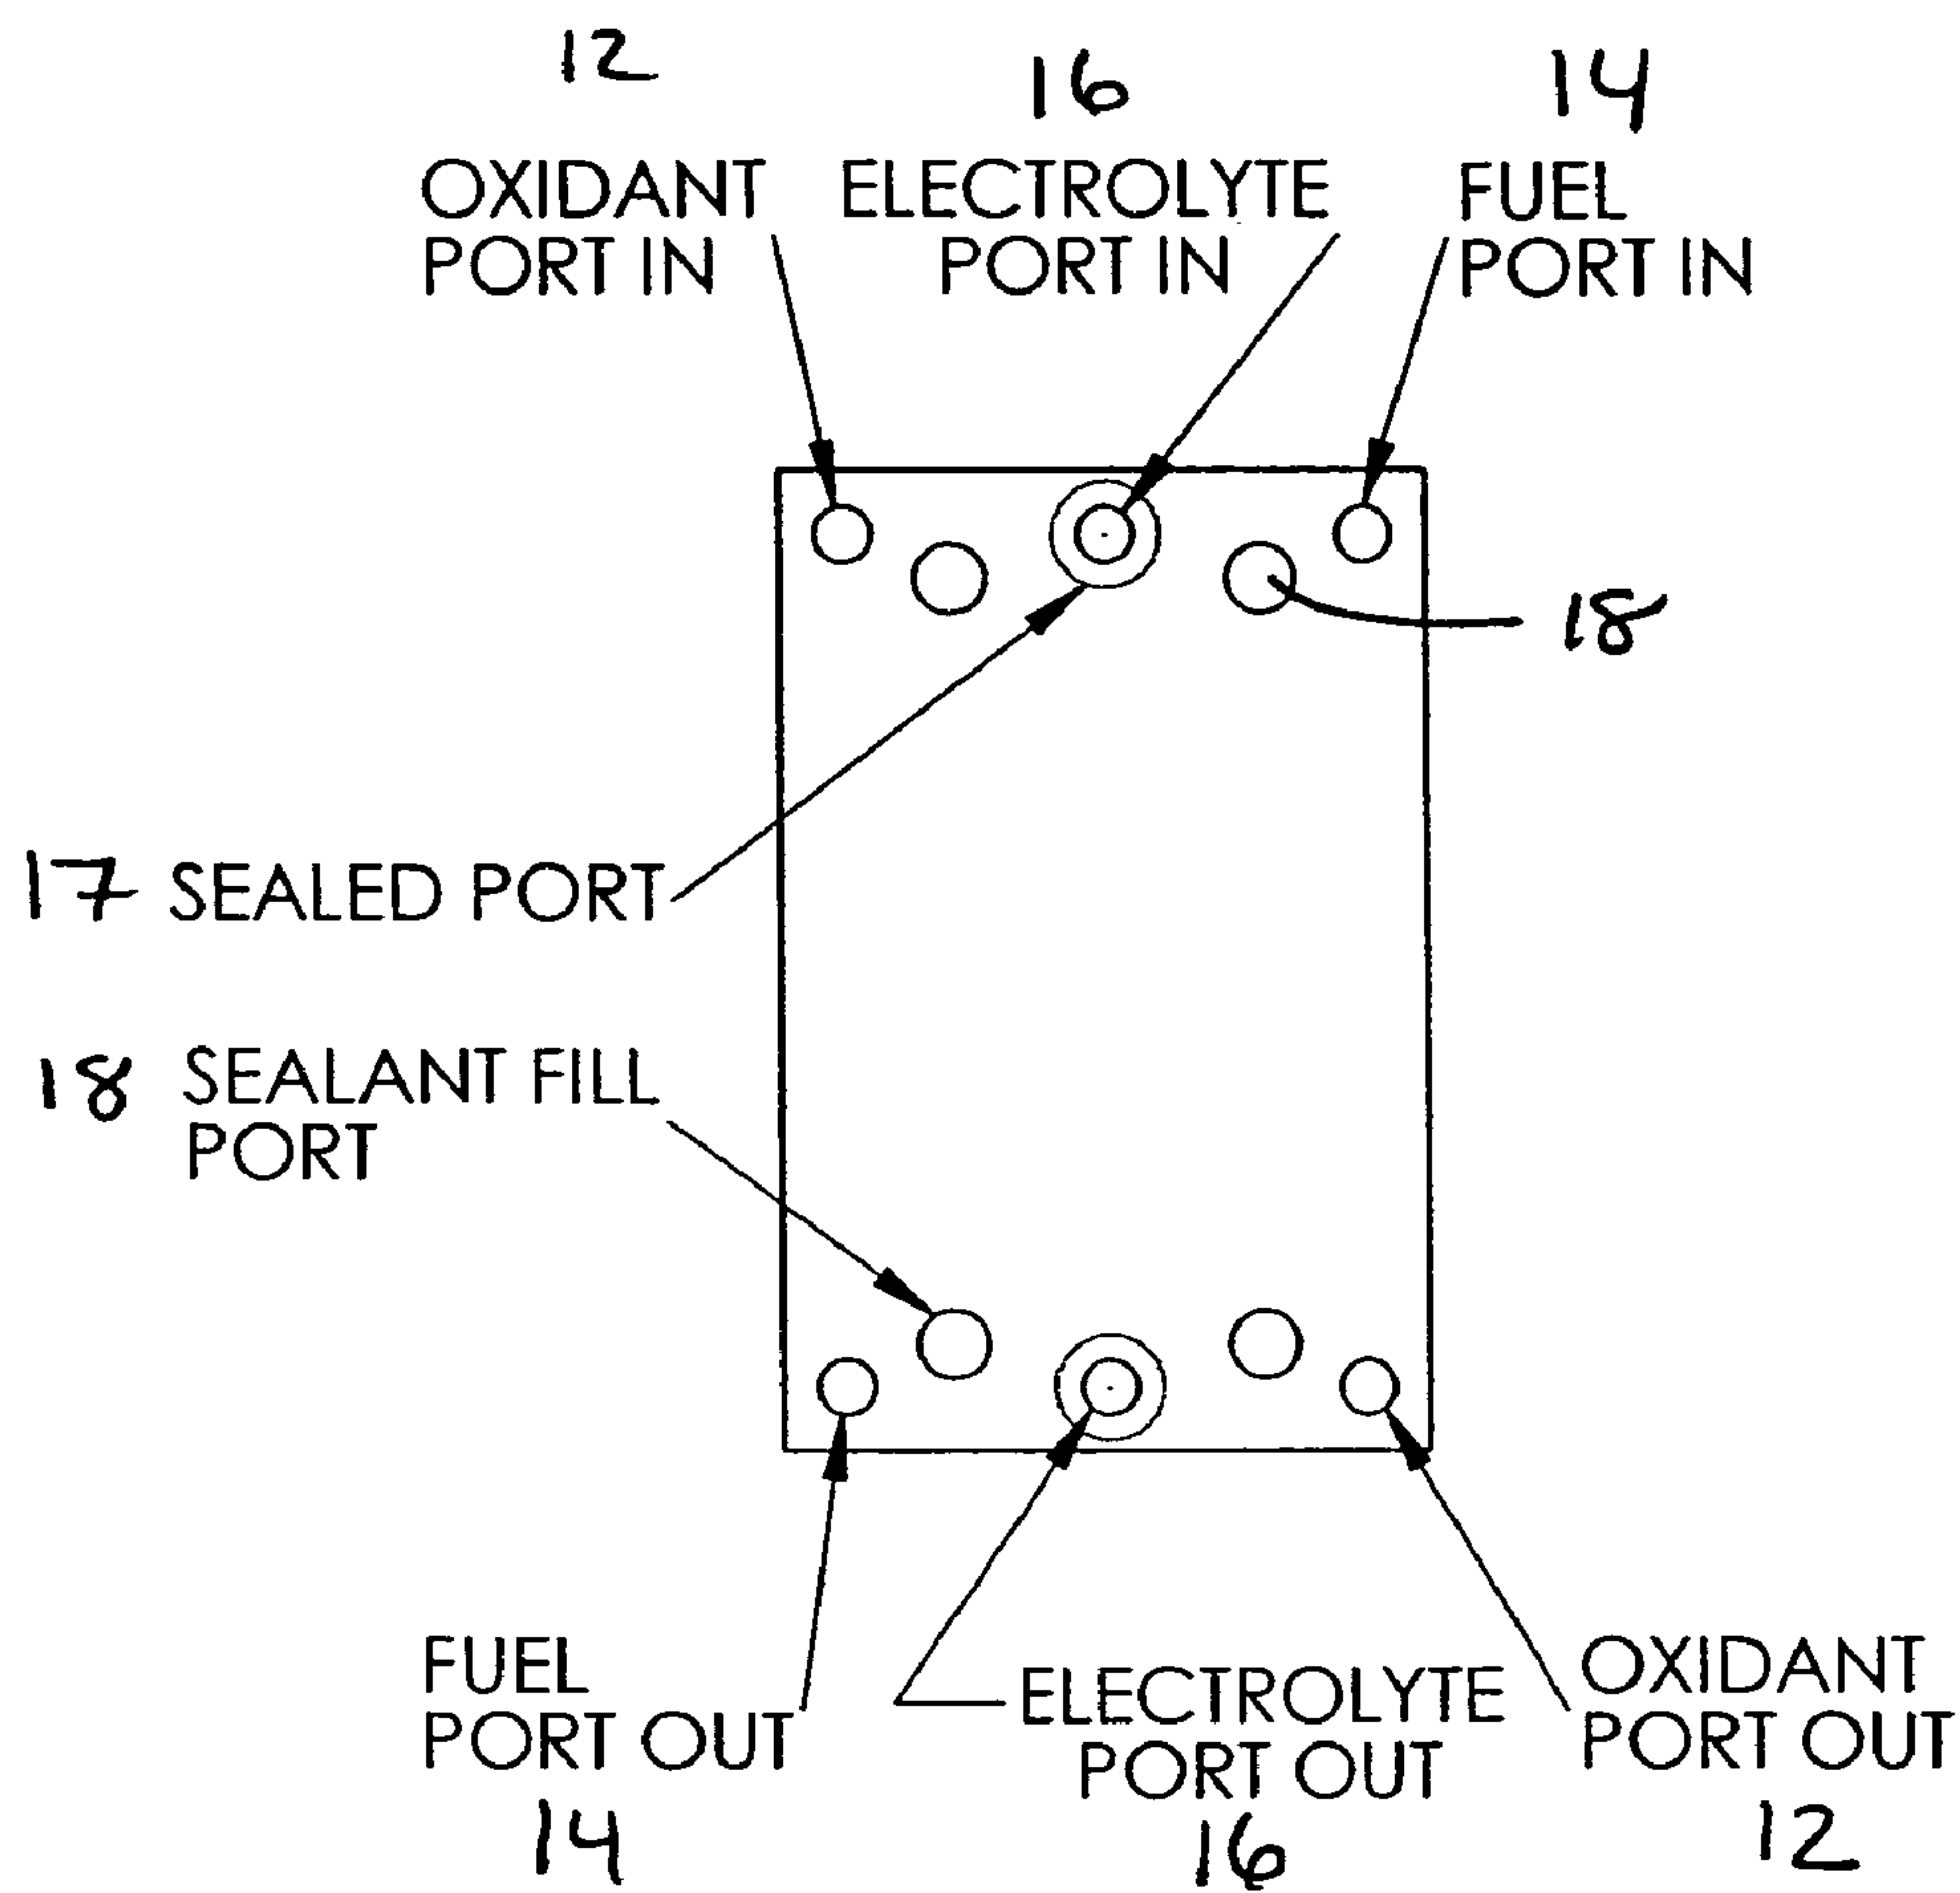 12
16
14
OXIDANT
PORT IN
ELECTROLYTE
PORT IN
FUEL
PORT IN
18
17 SEALED PORT
18 SEALANT FILL
PORT
FUEL
PORT OUT
14
ELECTROLYTE
PORT OUT
16
OXIDANT
PORT OUT
12